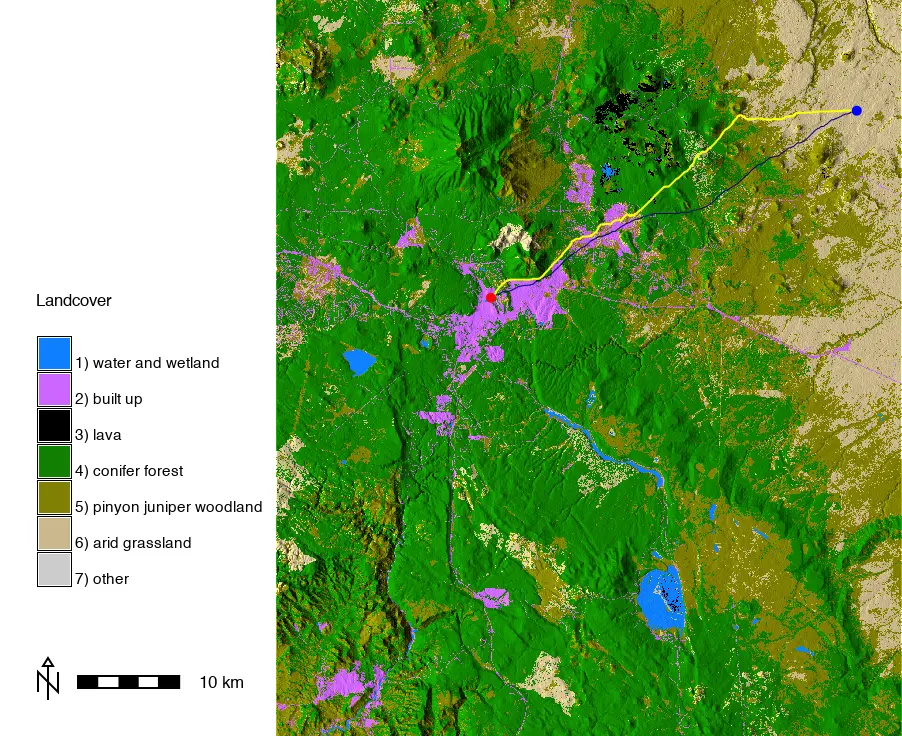 Landcover
1) water and wetland
2) built up
3) lava
4) conifer forest
5) pinyon juniper woodland
6) arid grassland
7) other
N
10 km